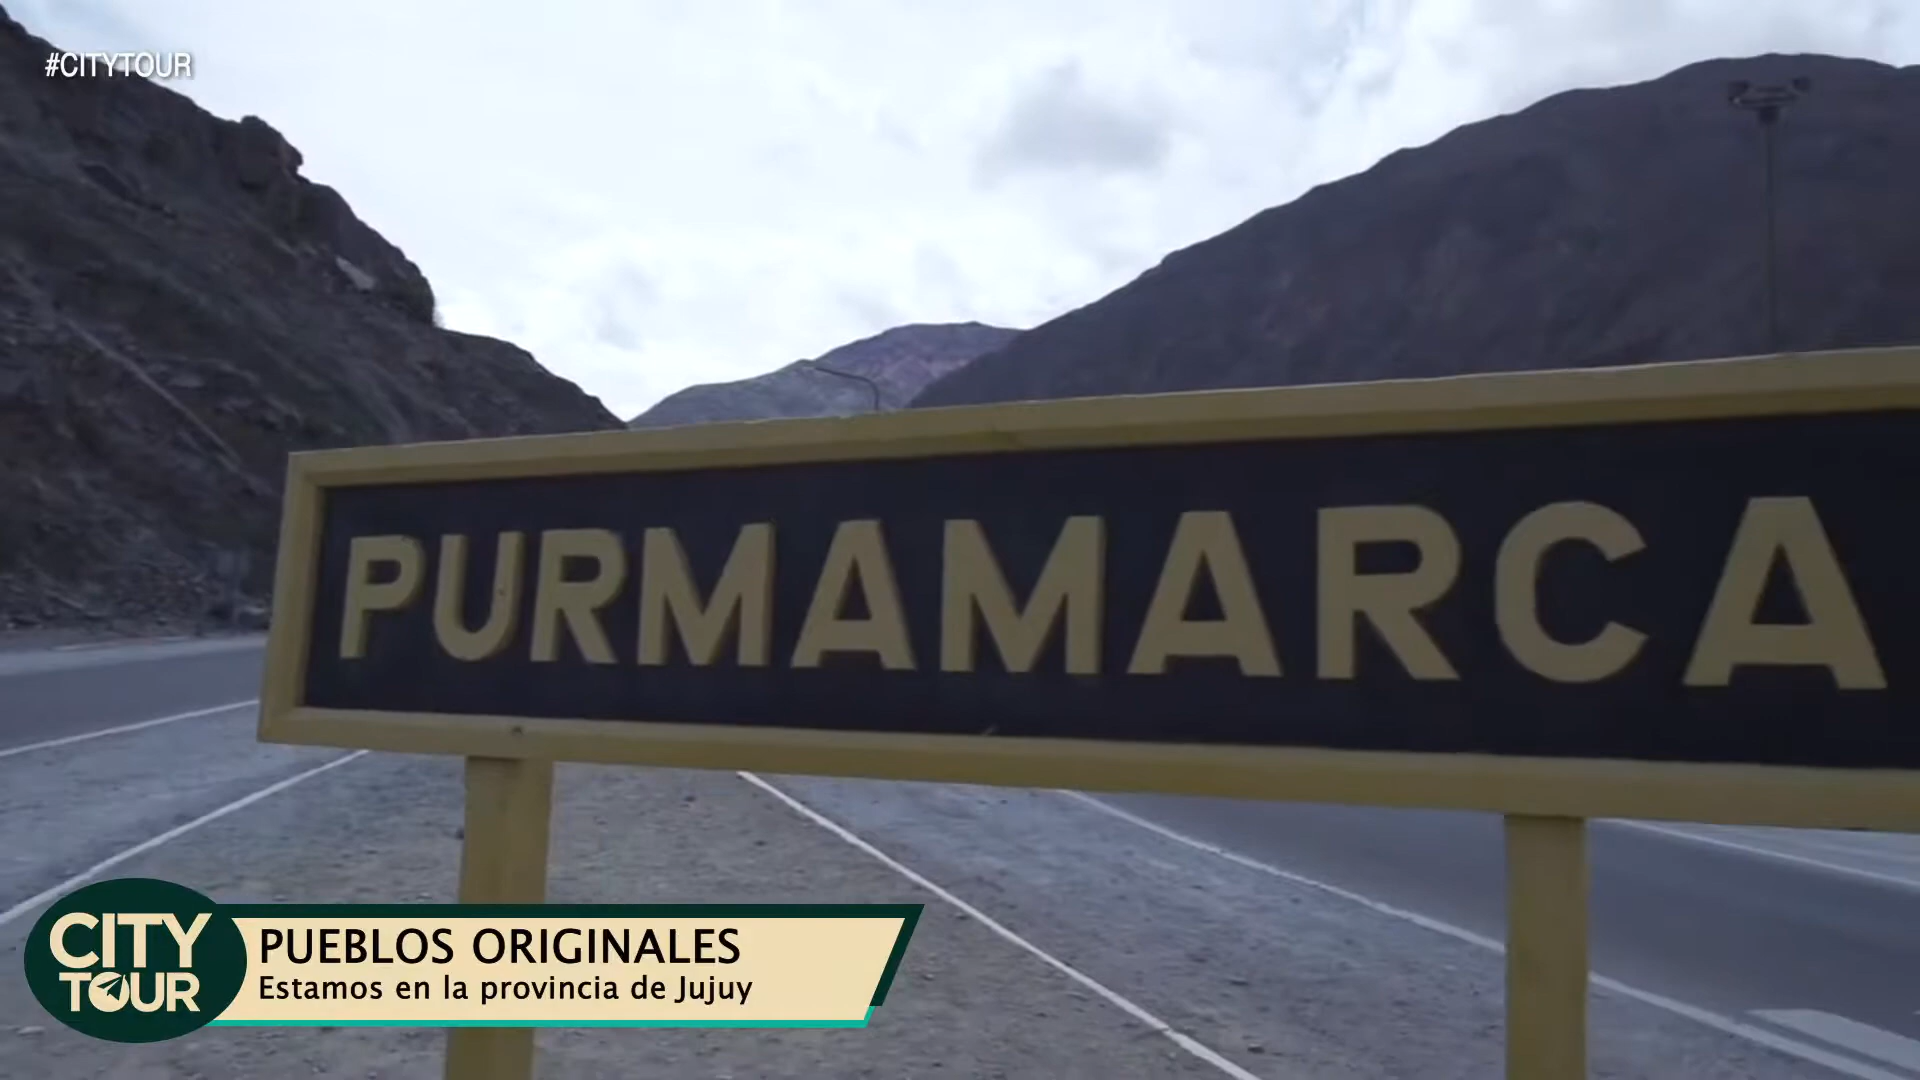 #CITYTOUR
PURMAMARCA
CITY
TOUR
PUEBLOS ORIGINALES
Estamos en la provincia de Jujuy